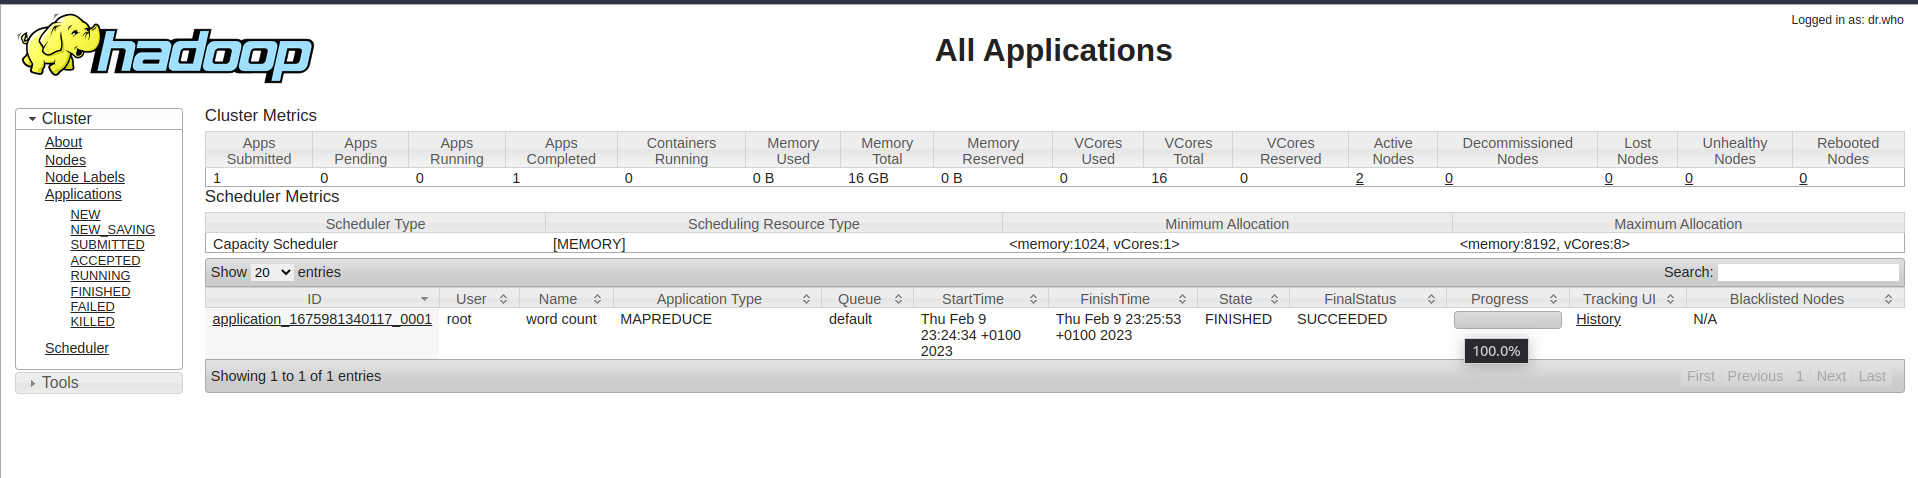 Logged in as: dr.who
hadoop
All Applications
Cluster
About
Nodes
Node Labels
Applications
NEW
NEW_SAVING
SUBMITTED
ACCEPTED
RUNNING
FINISHED
FAILED
KILLED
Scheduler
Tools
Cluster Metrics
Apps Apps Apps Apps Containers Memory Memory Memory VCores VCores VCores Active Decommissioned Lost Unhealthy Rebooted
Submitted Pending Running Completed Running Used Total Reserved Used Total Reserved Nodes Nodes Nodes Nodes Nodes
1 0 0 1 0 0 B 16 GB 0 B 0 16 0 2 0 0 0 0
Scheduler Metrics
Scheduler Type Scheduling Resource Type Minimum Allocation Maximum Allocation
Capacity Scheduler [MEMORY] <memory:1024, vCores:1> <memory:8192, vCores:8>
Show 20 entries Search:
ID User Name Application Type Queue StartTime FinishTime State FinalStatus Progress Tracking UI Blacklisted Nodes
application_1675981340117_0001 root word count MAPREDUCE default Thu Feb 9 Thu Feb 9 23:25:53 FINISHED SUCCEEDED History N/A
23:24:34 +0100 +0100 2023
2023 100.0%
Showing 1 to 1 of 1 entries First Previous 1 Next Last